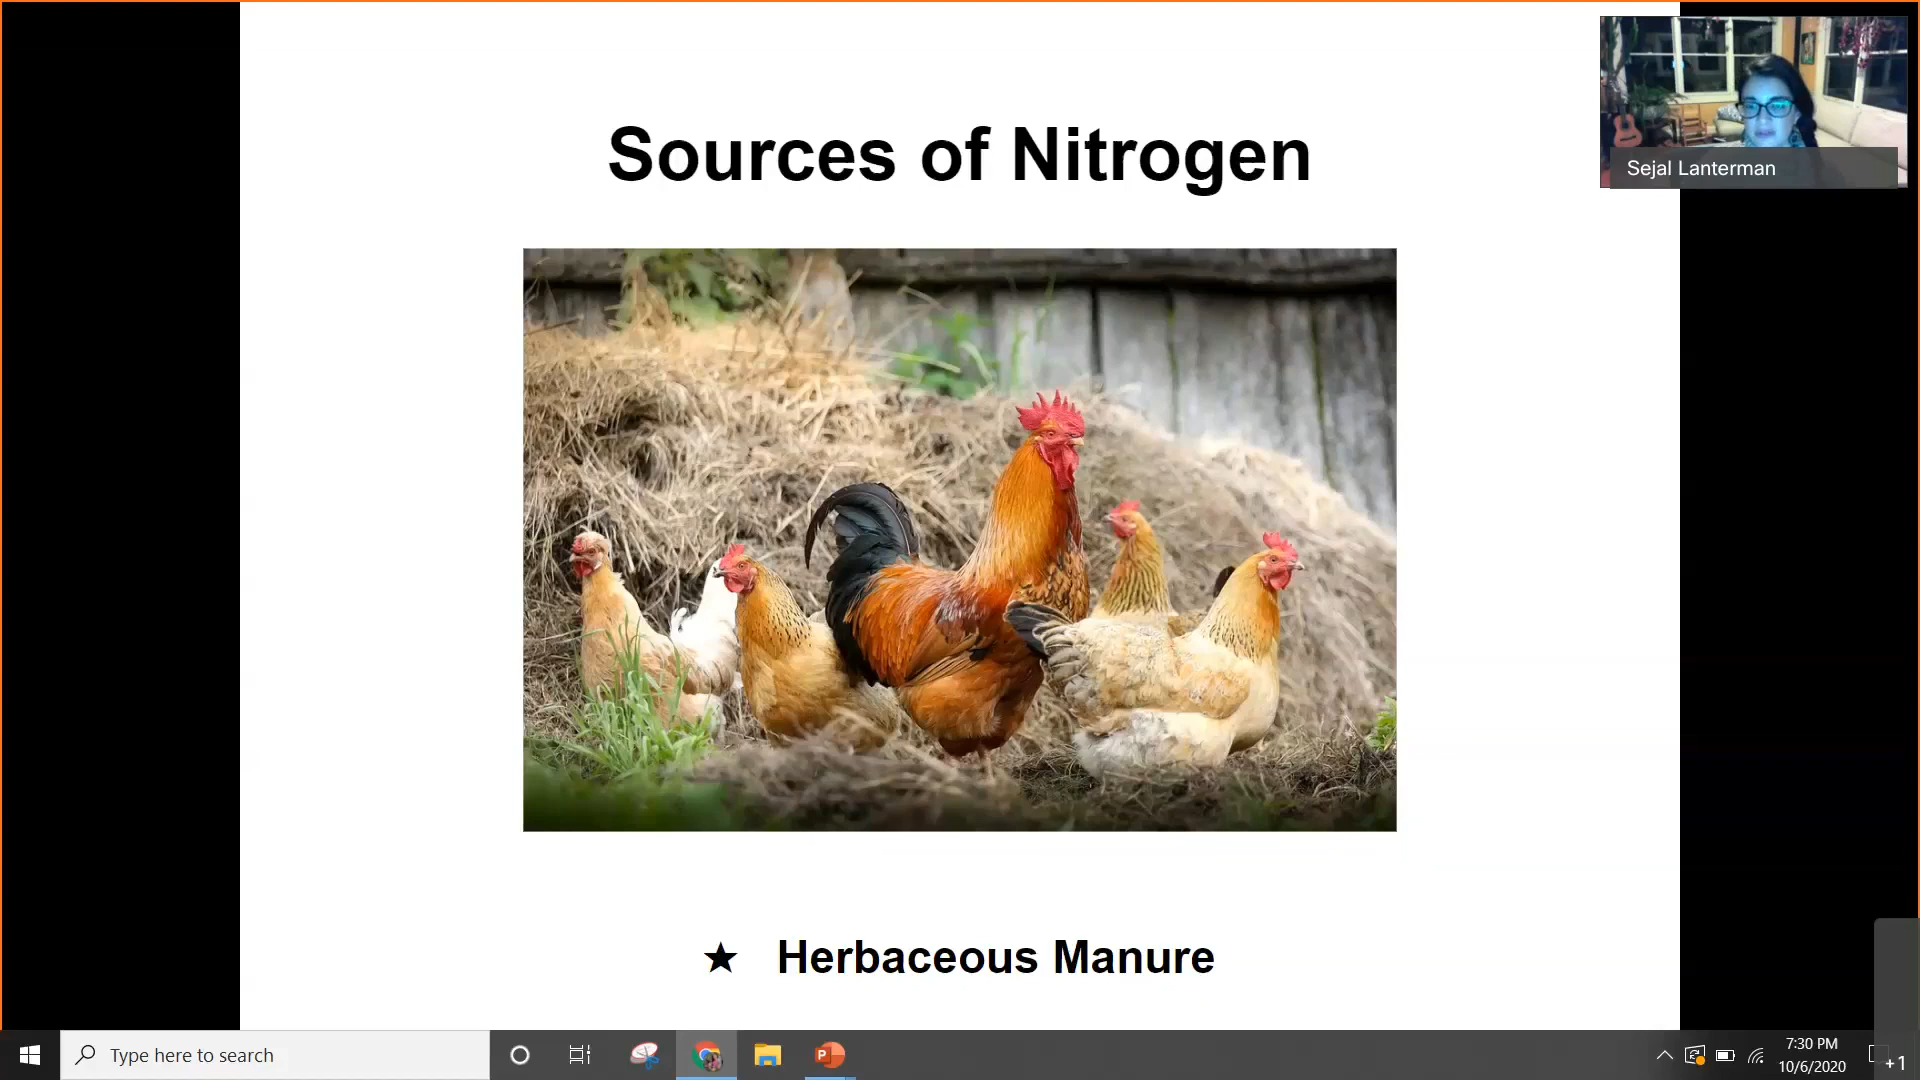 Sources of Nitrogen
Sejal Lanterman
★ Herbaceous Manure
Type here to search
P
7:30 PM
10/6/2020
+1